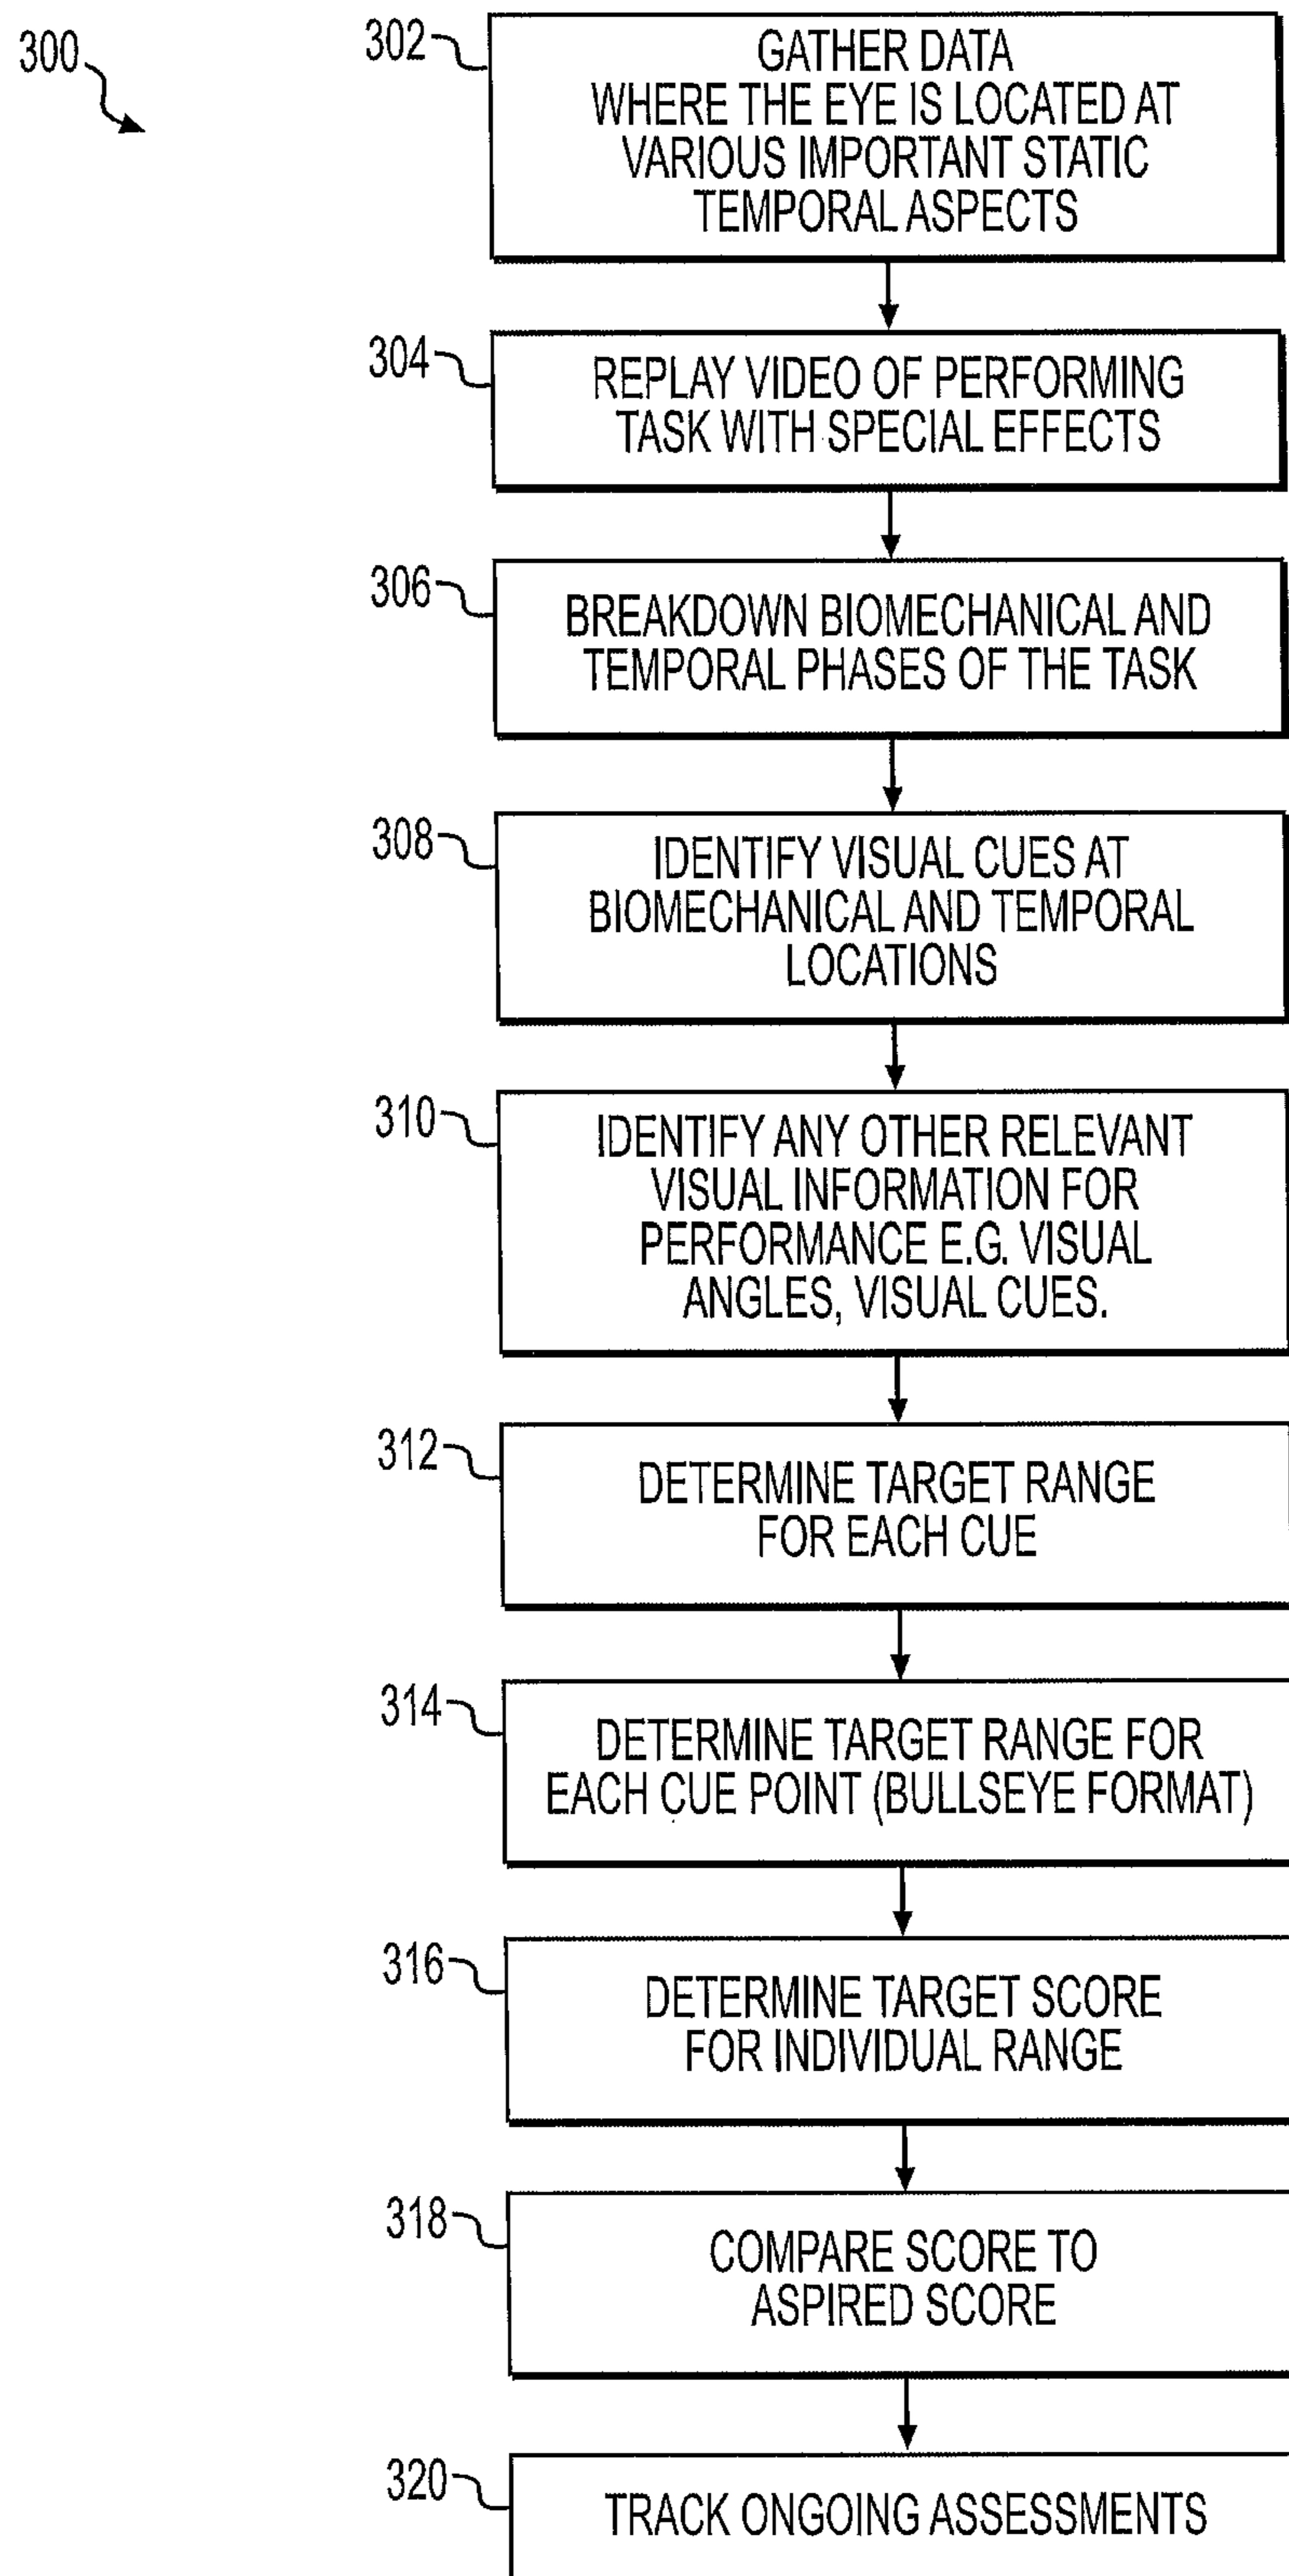 300
302
GATHER DATA
WHERE THE EYE IS LOCATED AT
VARIOUS IMPORTANT STATIC
TEMPORAL ASPECTS
304
REPLAY VIDEO OF PERFORMING
TASK WITH SPECIAL EFFECTS
306
BREAKDOWN BIOMECHANICAL AND
TEMPORAL PHASES OF THE TASK
308
IDENTIFY VISUAL CUES AT
BIOMECHANICAL AND TEMPORAL
LOCATIONS
310
IDENTIFY ANY OTHER RELEVANT
VISUAL INFORMATION FOR
PERFORMANCE E.G. VISUAL
ANGLES, VISUAL CUES.
312
DETERMINE TARGET RANGE
FOR EACH CUE
314
DETERMINE TARGET RANGE FOR
EACH CUE POINT (BULLSEYE FORMAT)
316
DETERMINE TARGET SCORE
FOR INDIVIDUAL RANGE
318
COMPARE SCORE TO
ASPIRED SCORE
320
TRACK ONGOING ASSESSMENTS